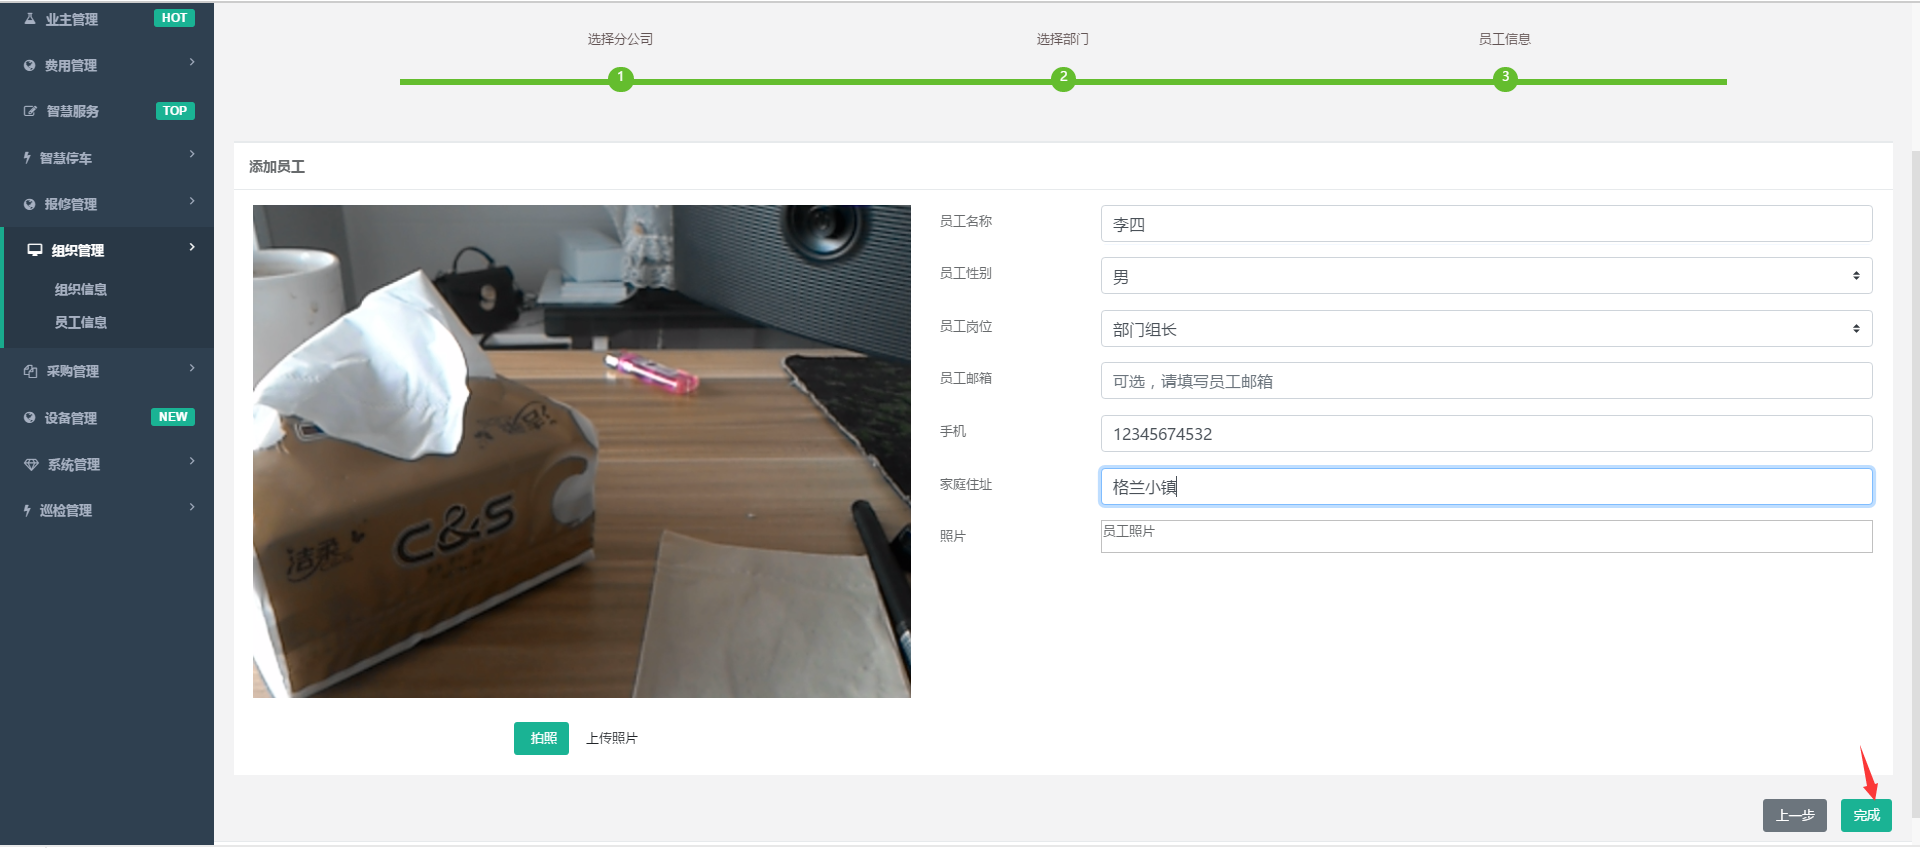 业主管理 HOT
费用管理
智慧服务 TOP
智慧停车
报修管理
组织管理
组织信息
员工信息
采购管理
设备管理 NEW
系统管理
巡检管理
选择分公司 选择部门 员工信息
1 2 3
添加员工
洁柔 C&S
拍照 上传照片
员工名称 李四
员工性别 男
员工岗位 部门组长
员工邮箱 可选，请填写员工邮箱
手机 12345674532
家庭住址 格兰小镇
照片 员工照片
上一步 完成